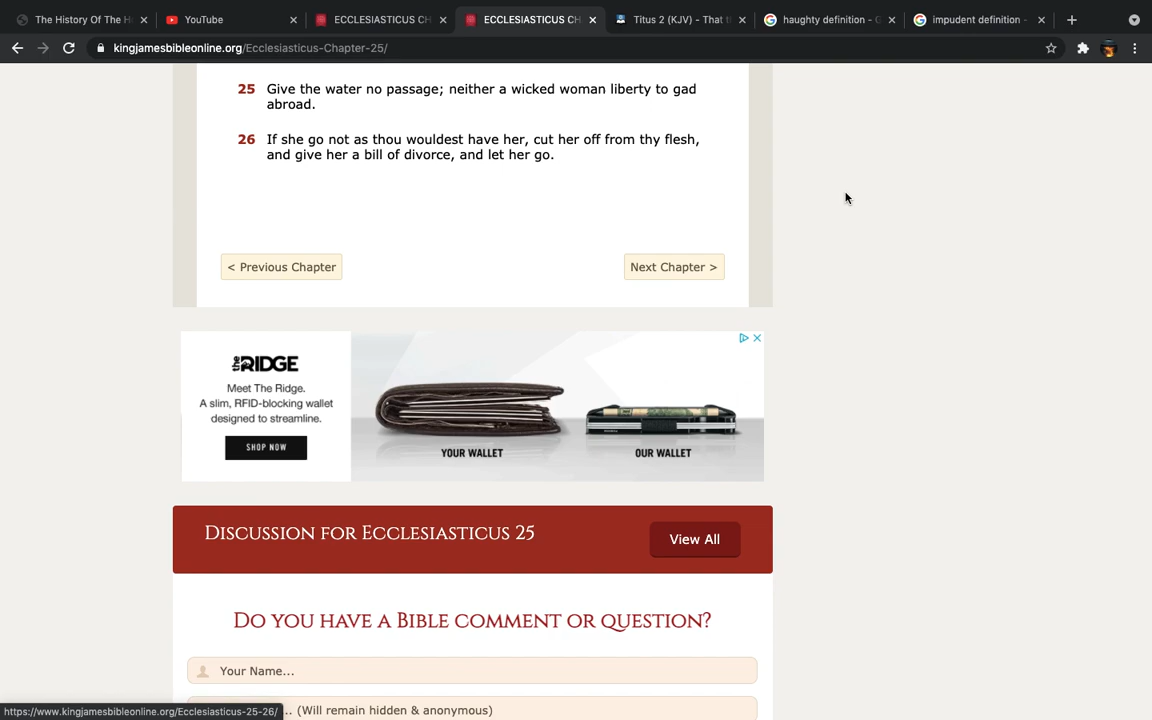 The History Of The H
YouTube
ECCLESIASTICUS CH
ECCLESIASTICUS CH
Titus 2 (KJV) - That t
haughty definition - G
impudent definition -
kingjamesbibleonline.org/Ecclesiasticus-Chapter-25/
25 Give the water no passage; neither a wicked woman liberty to gad
abroad.
26 If she go not as thou wouldest have her, cut her off from thy flesh,
and give her a bill of divorce, and let her go.
< Previous Chapter
Next Chapter >
the RIDGE
Meet The Ridge.
A slim, RFID-blocking wallet
designed to streamline.
SHOP NOW
YOUR WALLET
OUR WALLET
Discussion for Ecclesiasticus 25
View All
Do you have a Bible comment or question?
Your Name...
https://www.kingjamesbibleonline.org/Ecclesiasticus-25-26/
... (Will remain hidden & anonymous)